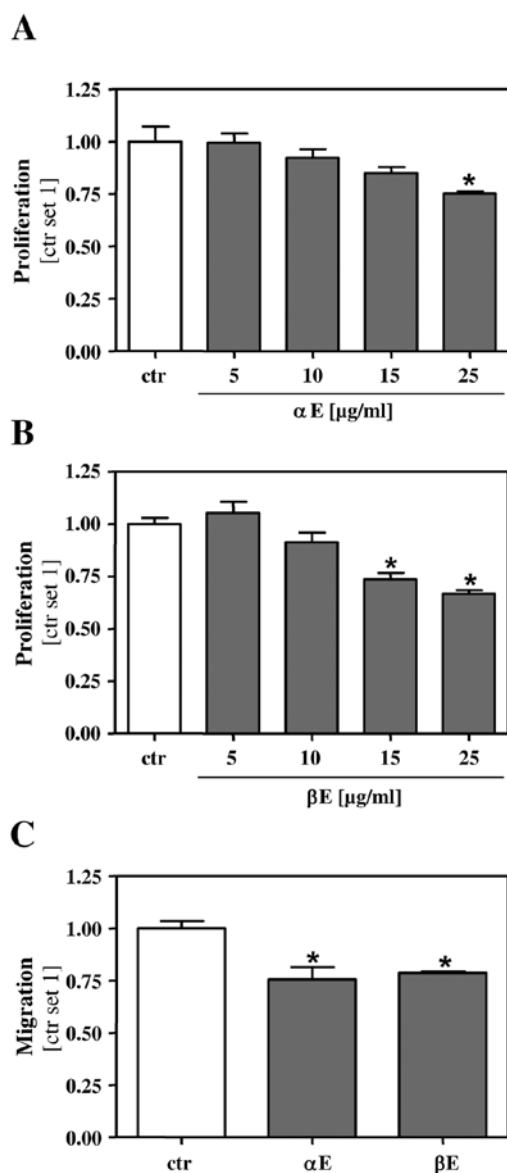 A
Proliferation
[ctr set 1]
1.25
1.00
0.75
0.50
0.25
0.00
*
ctr 5 10 15 25
αE [µg/ml]
B
Proliferation
[ctr set 1]
1.25
1.00
0.75
0.50
0.25
0.00
* *
ctr 5 10 15 25
βE [µg/ml]
C
Migration
[ctr set 1]
1.25
1.00
0.75
0.50
0.25
0.00
* *
ctr αE βE